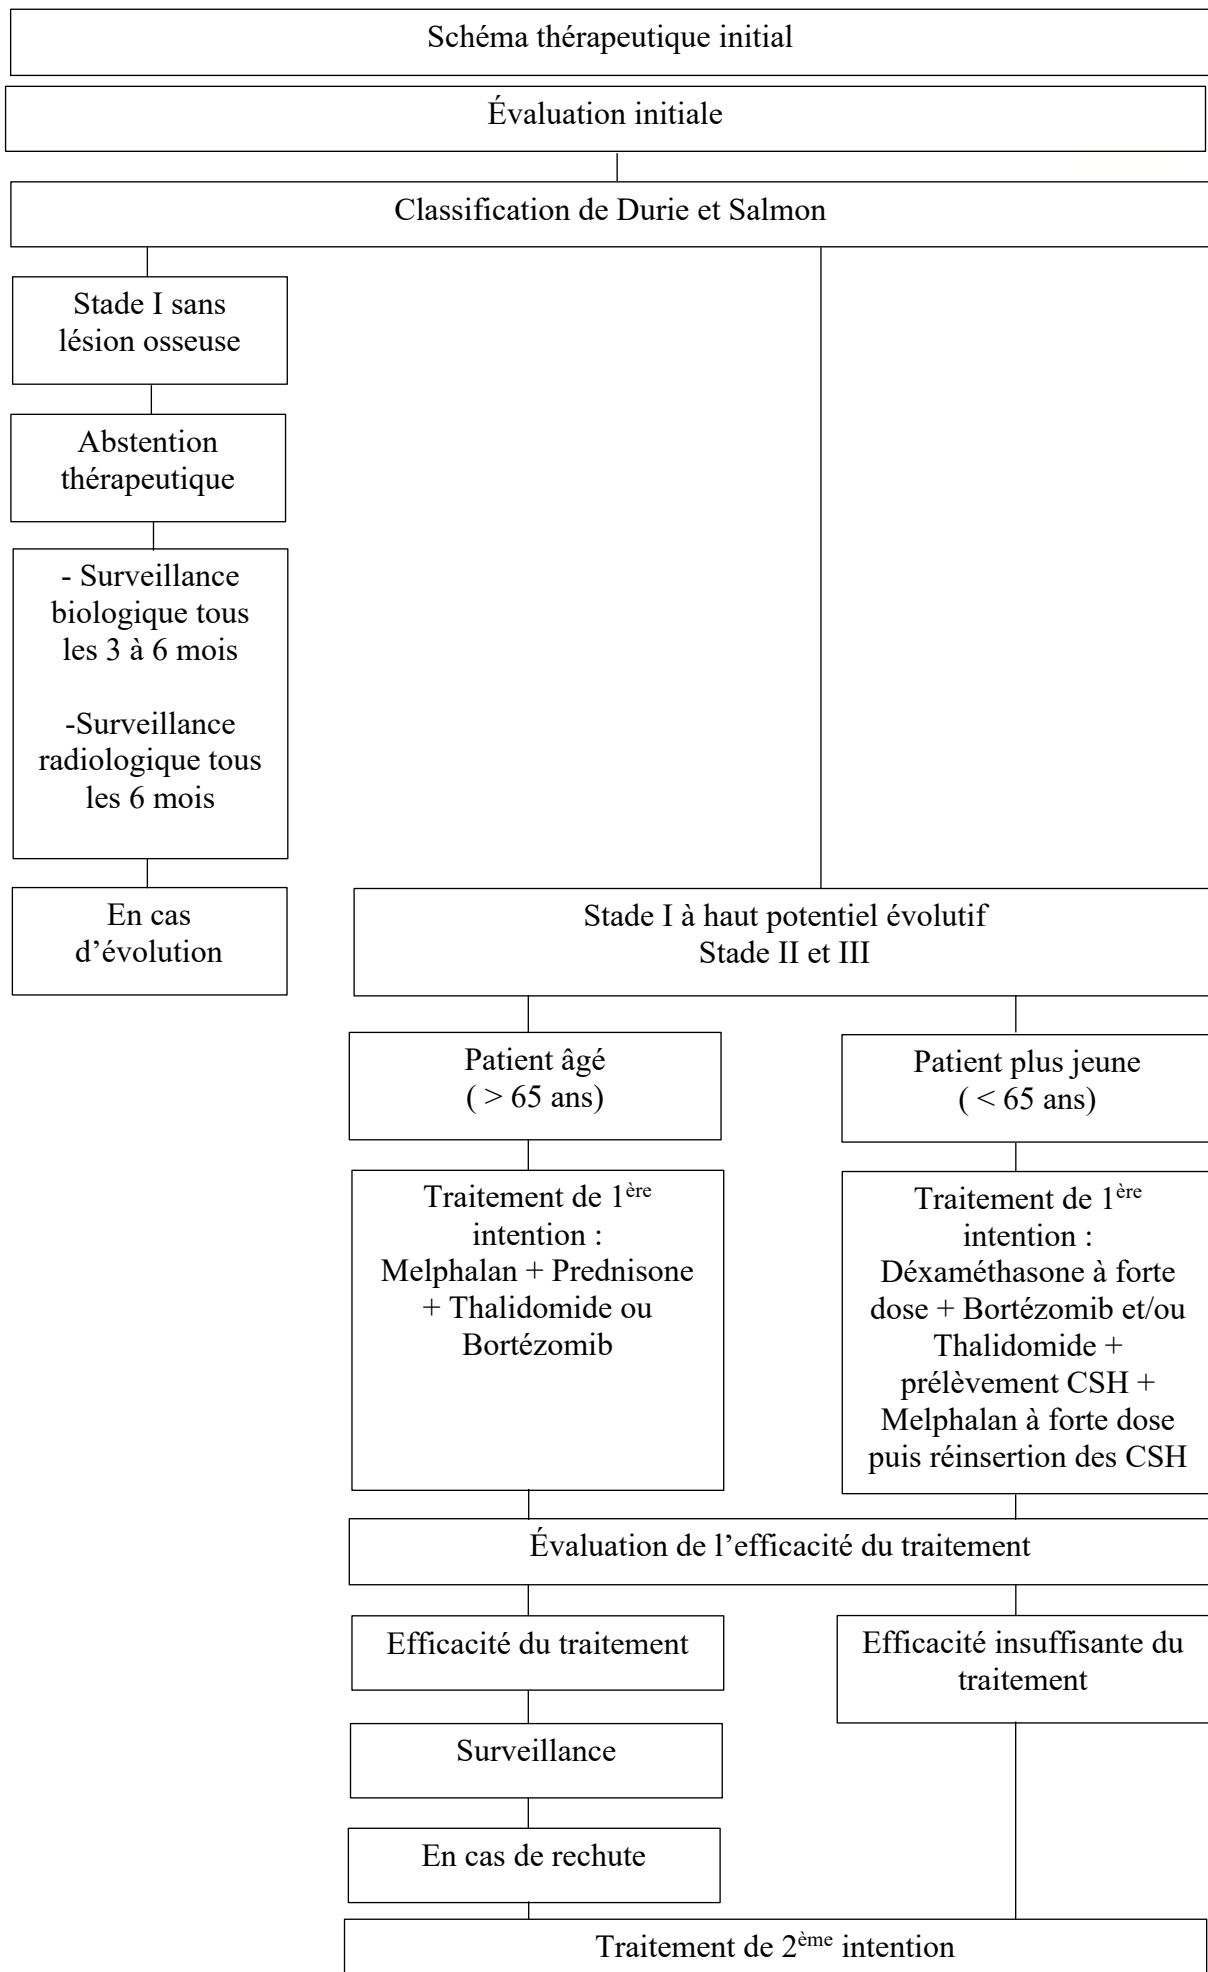 Schéma thérapeutique initial
Évaluation initiale
Classification de Durie et Salmon
Stade I sans
lésion osseuse
Abstention
thérapeutique
- Surveillance
biologique tous
les 3 à 6 mois
-Surveillance
radiologique tous
les 6 mois
En cas
d’évolution
Stade I à haut potentiel évolutif
Stade II et III
Patient âgé
( > 65 ans)
Patient plus jeune
( < 65 ans)
Traitement de 1ère
intention :
Melphalan + Prednisone
+ Thalidomide ou
Bortézomib
Traitement de 1ère
intention :
Déxaméthasone à forte
dose + Bortézomib et/ou
Thalidomide +
prélèvement CSH +
Melphalan à forte dose
puis réinsertion des CSH
Évaluation de l’efficacité du traitement
Efficacité du traitement
Efficacité insuffisante du
traitement
Surveillance
En cas de rechute
Traitement de 2ème intention